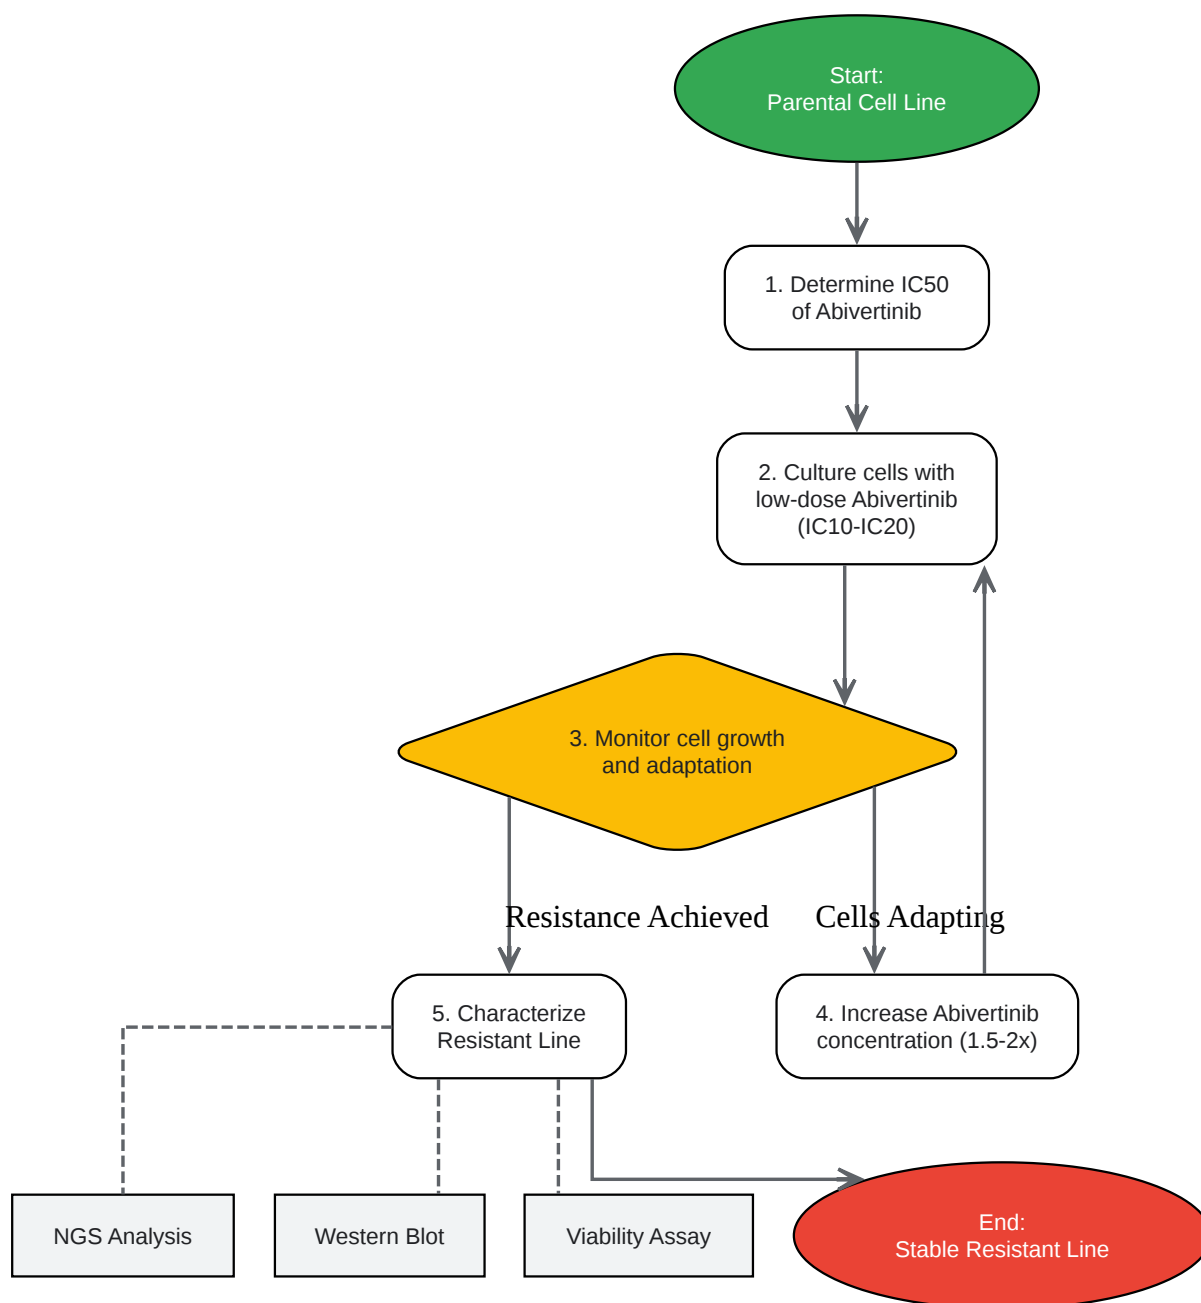 Start:
Parental Cell Line
1. Determine IC50
of Abivertinib
2. Culture cells with
low-dose Abivertinib
(IC10-IC20)
3. Monitor cell growth
and adaptation
Resistance Achieved
Cells Adapting
5. Characterize
Resistant Line
4. Increase Abivertinib
concentration (1.5-2x)
NGS Analysis
Western Blot
Viability Assay
End:
Stable Resistant Line